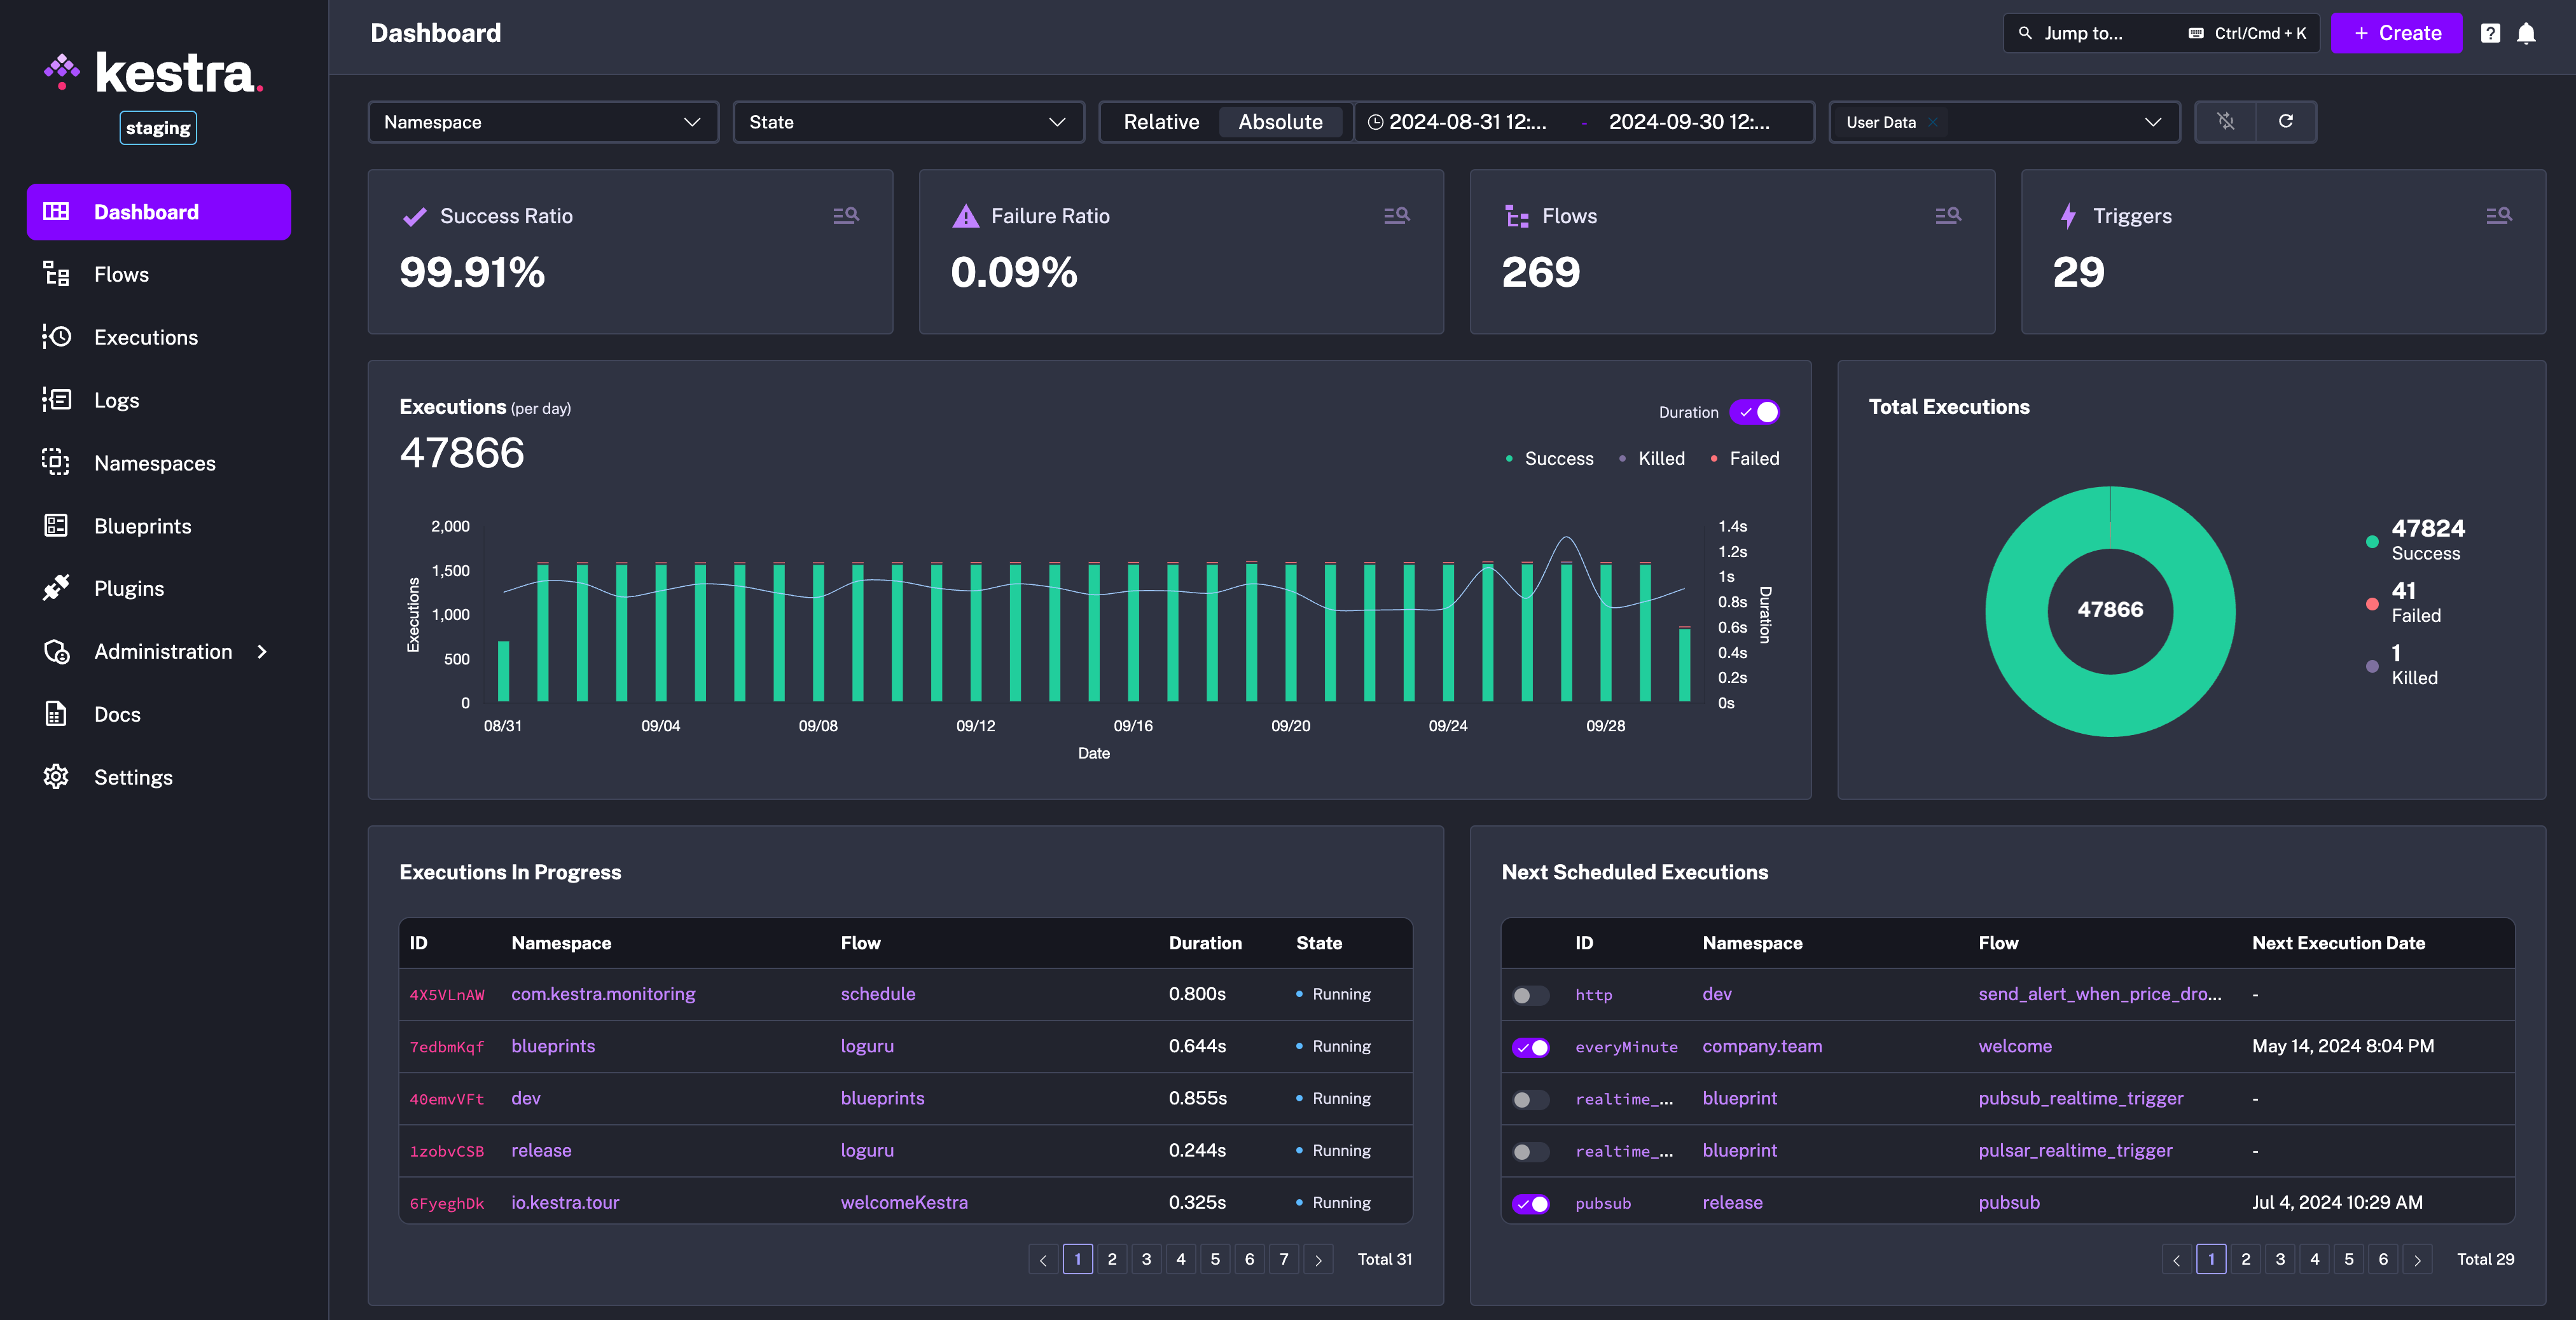 kestra.
staging
Dashboard
Flows
Executions
Logs
Namespaces
Blueprints
Plugins
Administration
Docs
Settings
Dashboard
Jump to... Ctrl/Cmd + K
+ Create
Namespace
State
Relative Absolute
2024-08-31 12:... - 2024-09-30 12:...
User Data
Success Ratio
99.91%
Failure Ratio
0.09%
Flows
269
Triggers
29
Executions (per day)
47866
Duration
Success Killed Failed
2,000
1,500
1,000
500
0
Executions
1.4s
1.2s
1s
0.8s
0.6s
0.4s
0.2s
0s
Duration
08/31 09/04 09/08 09/12 09/16 09/20 09/24 09/28
Date
Total Executions
47866
47824
Success
41
Failed
1
Killed
Executions In Progress
ID Namespace Flow Duration State
4X5VLnAW com.kestra.monitoring schedule 0.800s Running
7edbmKqf blueprints loguru 0.644s Running
40emvVFt dev blueprints 0.855s Running
1zobvCSB release loguru 0.244s Running
6FyeghDk io.kestra.tour welcomeKestra 0.325s Running
1 2 3 4 5 6 7 Total 31
Next Scheduled Executions
ID Namespace Flow Next Execution Date
http dev send_alert_when_price_dro... -
everyMinute company.team welcome May 14, 2024 8:04 PM
realtime_... blueprint pubsub_realtime_trigger -
realtime_... blueprint pulsar_realtime_trigger -
pubsub release pubsub Jul 4, 2024 10:29 AM
1 2 3 4 5 6 Total 29